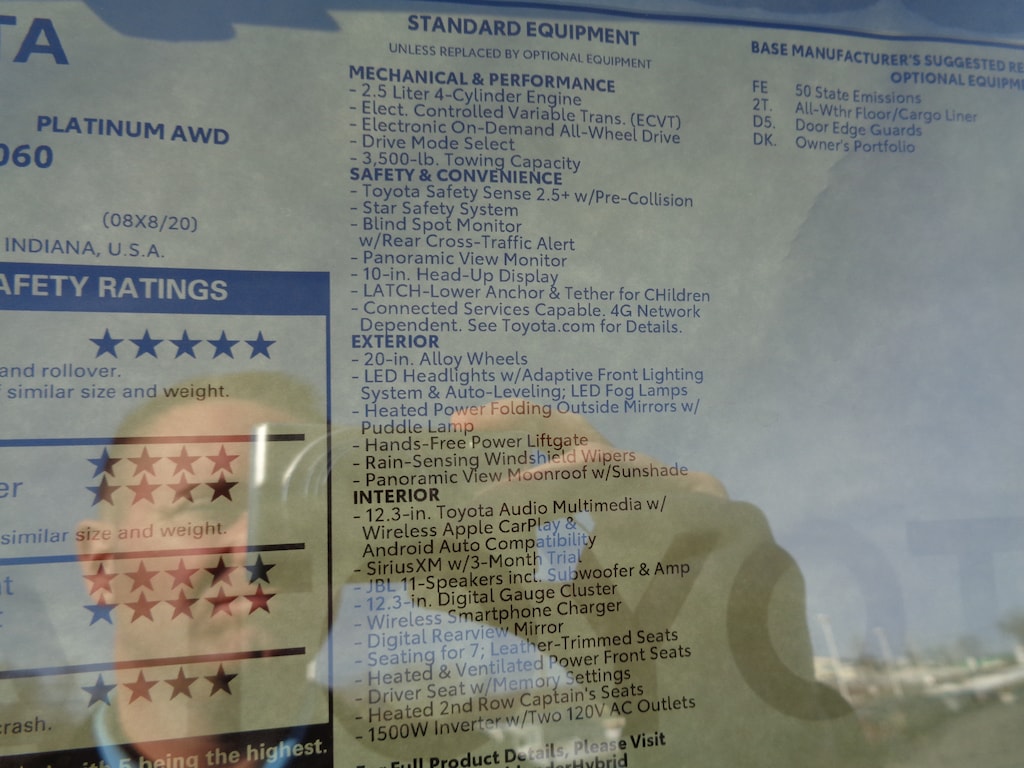 TA
PLATINUM AWD
060
(08X8/20)
INDIANA, U.S.A.
AFETY RATINGS
and rollover.
similar size and weight.
er
similar size and weight.
t
crash.
5 being the highest.
STANDARD EQUIPMENT
UNLESS REPLACED BY OPTIONAL EQUIPMENT
MECHANICAL & PERFORMANCE
- 2.5 Liter 4-Cylinder Engine
- Elect. Controlled Variable Trans. (ECVT)
- Electronic On-Demand All-Wheel Drive
- Drive Mode Select
- 3,500-lb. Towing Capacity
SAFETY & CONVENIENCE
- Toyota Safety Sense 2.5+ w/Pre-Collision
- Star Safety System
- Blind Spot Monitor
w/Rear Cross-Traffic Alert
- Panoramic View Monitor
- 10-in. Head-Up Display
- LATCH-Lower Anchor & Tether for CHildren
- Connected Services Capable. 4G Network
Dependent. See Toyota.com for Details.
EXTERIOR
- 20-in. Alloy Wheels
- LED Headlights w/Adaptive Front Lighting
System & Auto-Leveling; LED Fog Lamps
- Heated Power Folding Outside Mirrors w/
Puddle Lamp
- Hands-Free Power Liftgate
- Rain-Sensing Windshield Wipers
- Panoramic View Moonroof w/Sunshade
INTERIOR
- 12.3-in. Toyota Audio Multimedia w/
Wireless Apple CarPlay &
Android Auto Compatibility
- SiriusXM w/3-Month Trial
- JBL 11-Speakers incl. Subwoofer & Amp
- 12.3-in. Digital Gauge Cluster
- Wireless Smartphone Charger
- Digital Rearview Mirror
- Seating for 7; Leather-Trimmed Seats
- Heated & Ventilated Power Front Seats
- Driver Seat w/Memory Settings
- Heated 2nd Row Captain's Seats
- 1500W Inverter w/Two 120V AC Outlets
For Full Product Details, Please Visit
BASE MANUFACTURER'S SUGGESTED RE
OPTIONAL EQUIPME
FE 50 State Emissions
2T. All-Wthr Floor/Cargo Liner
D5. Door Edge Guards
DK. Owner's Portfolio